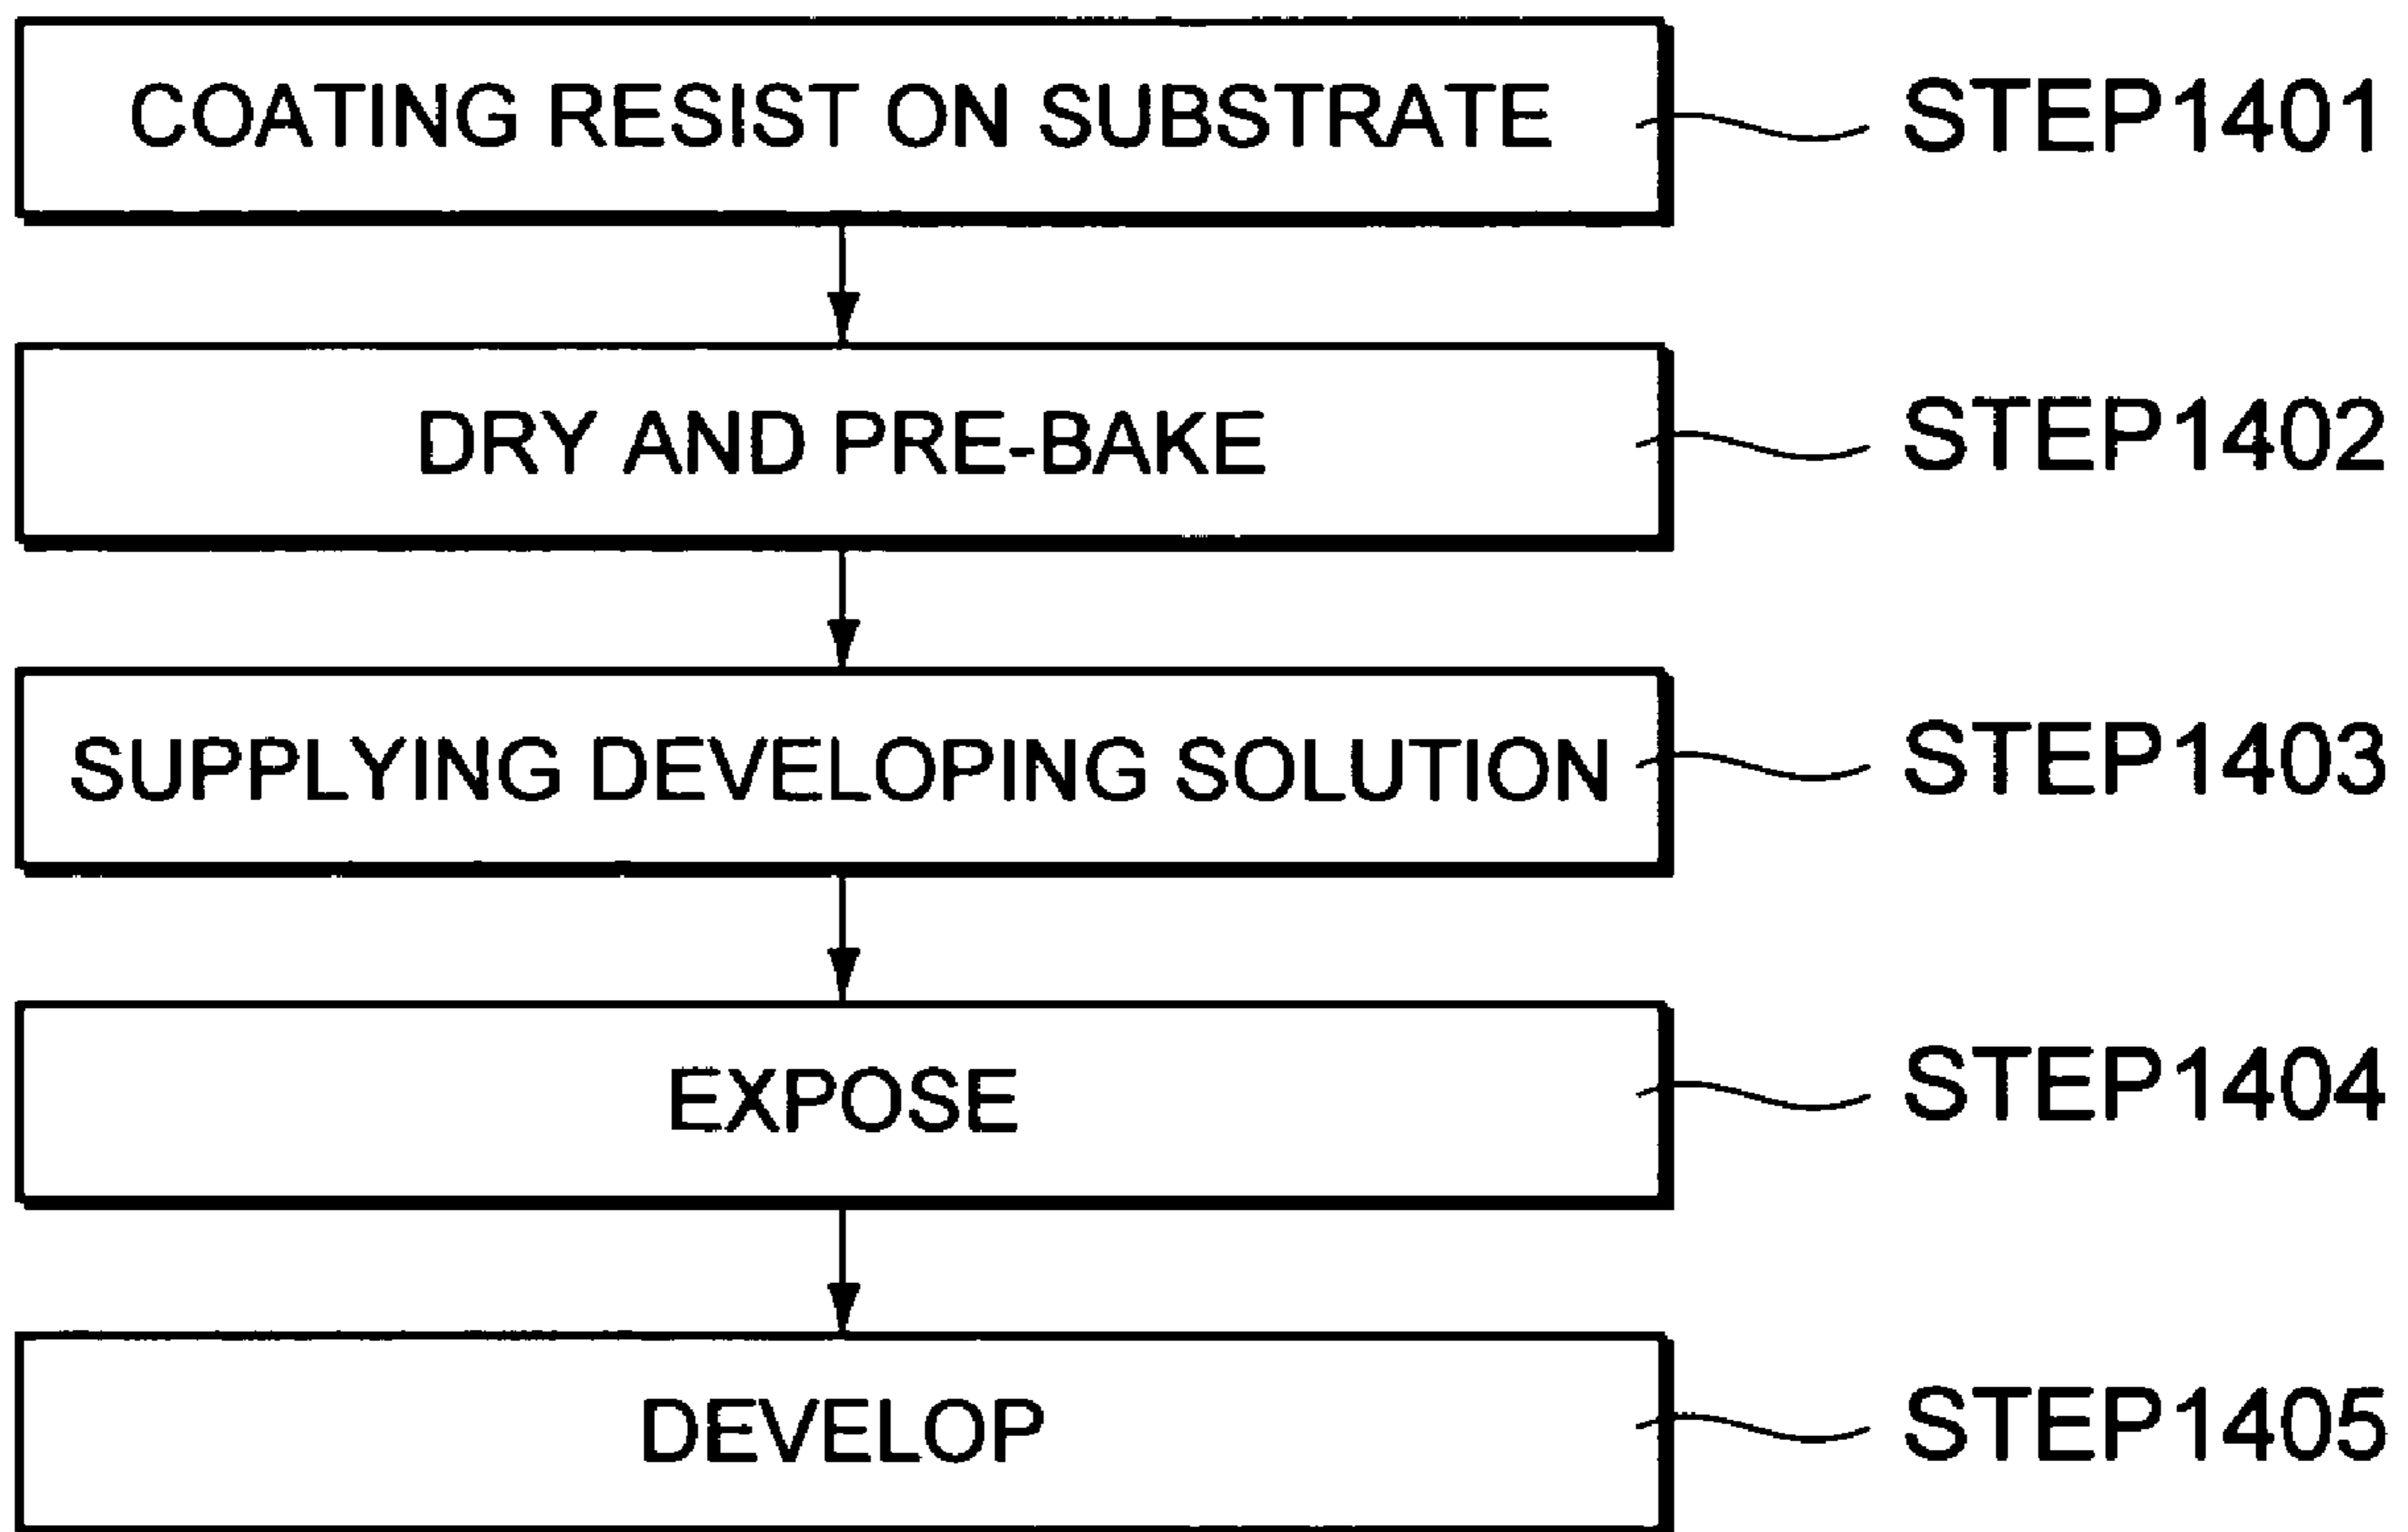 COATING RESIST ON SUBSTRATE STEP1401
DRY AND PRE-BAKE STEP1402
SUPPLYING DEVELOPING SOLUTION STEP1403
EXPOSE STEP1404
DEVELOP STEP1405